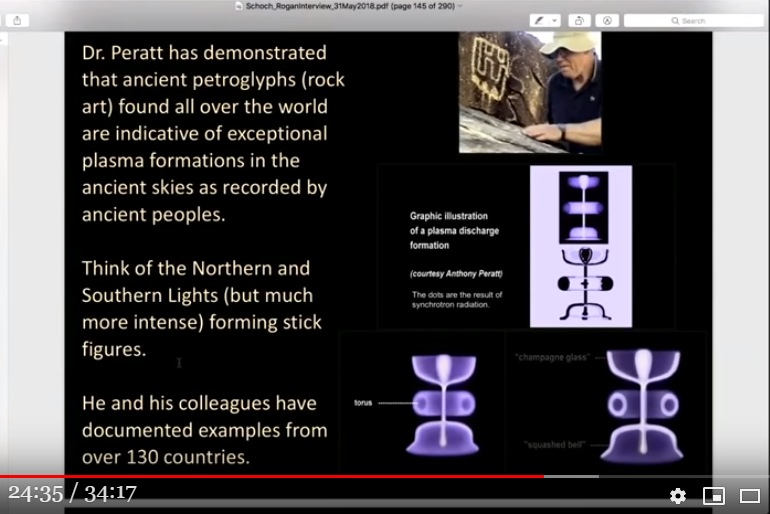 Schoch_RoganInterview_31May2018.pdf (page 145 of 290)
Search
Dr. Peratt has demonstrated
that ancient petroglyphs (rock
art) found all over the world
are indicative of exceptional
plasma formations in the
ancient skies as recorded by
ancient peoples.
Think of the Northern and
Southern Lights (but much
more intense) forming stick
figures.
He and his colleagues have
documented examples from
over 130 countries.
Graphic illustration
of a plasma discharge
formation
(courtesy Anthony Peratt)
The dots are the result of
synchrotron radiation.
torus
"champagne glass"
"squashed bell"
24:35 / 34:17